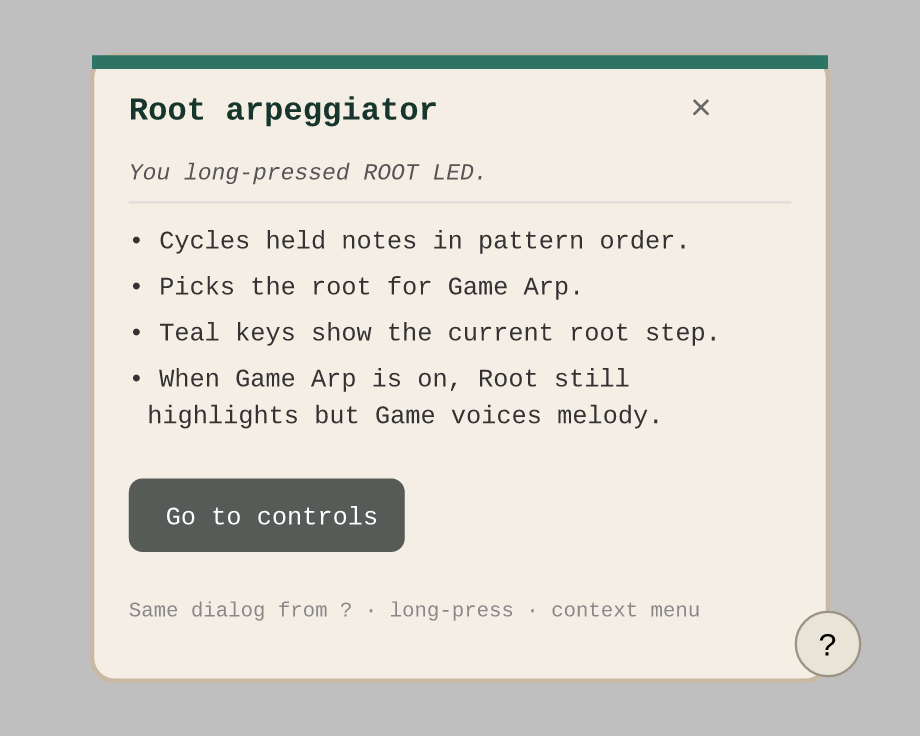 Root arpeggiator ✕
You long-pressed ROOT LED.
• Cycles held notes in pattern order.
• Picks the root for Game Arp.
• Teal keys show the current root step.
• When Game Arp is on, Root still
highlights but Game voices melody.
Go to controls
Same dialog from ? · long-press · context menu
?